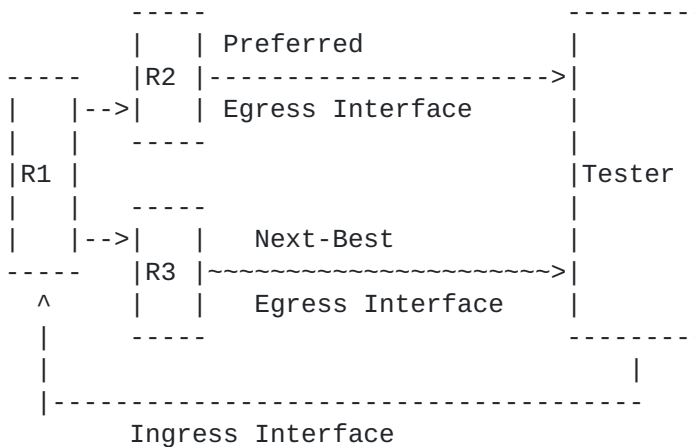 Preferred
R2
Egress Interface
R1
Tester
Next-Best
R3
Egress Interface
Ingress Interface